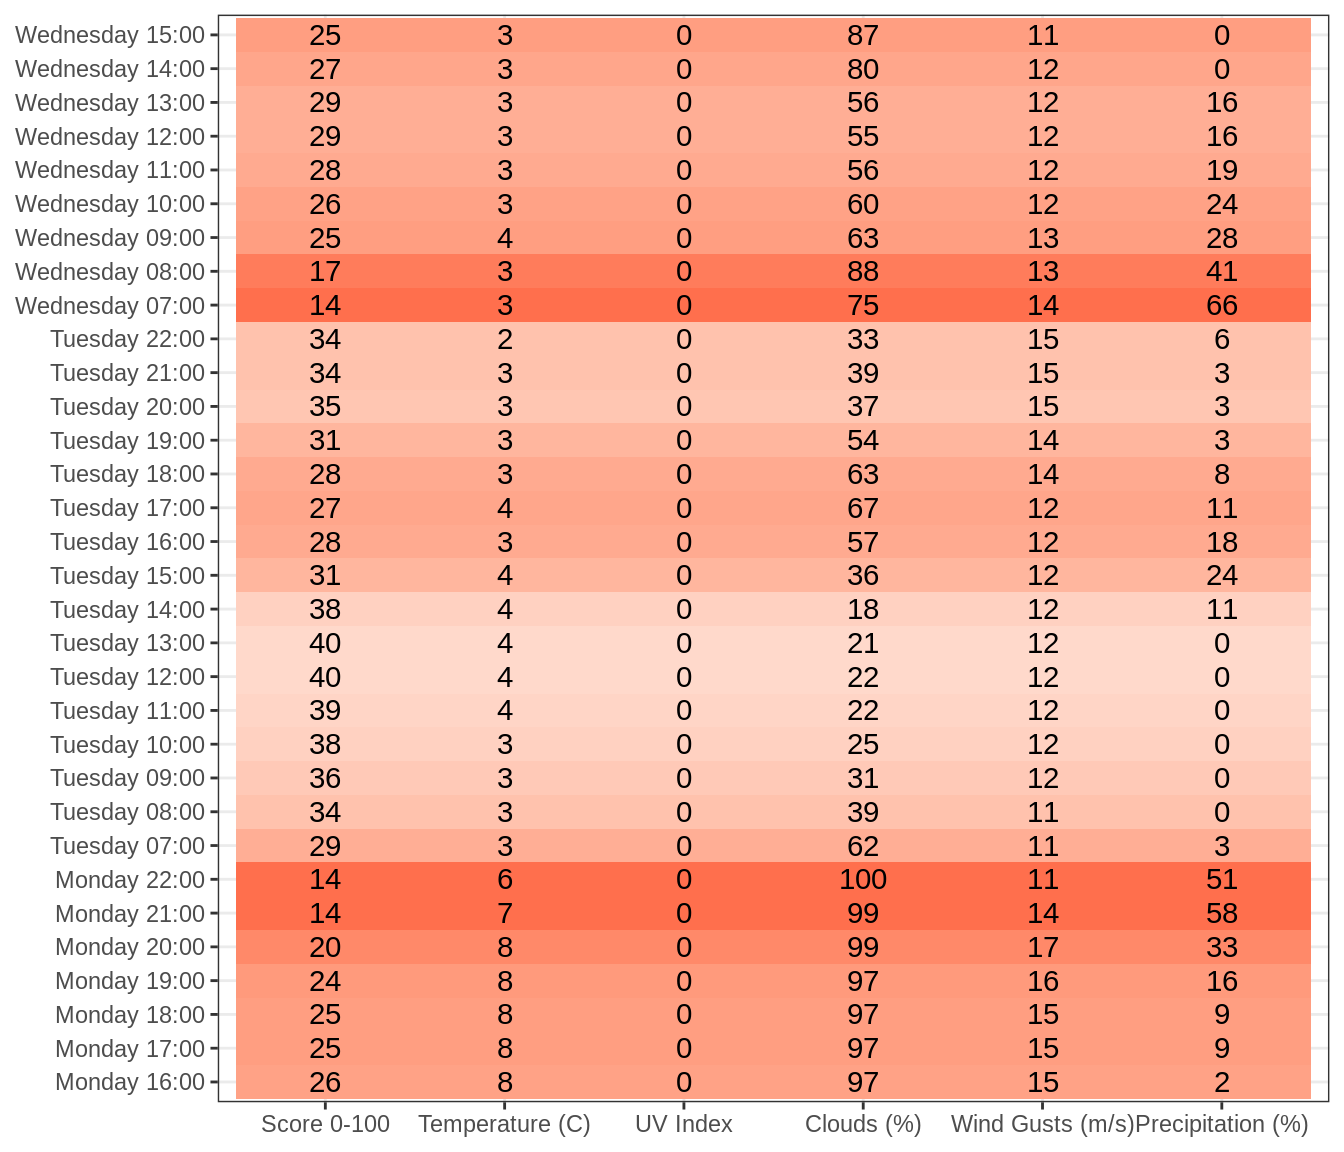 Wednesday 15:00 25 3 0 87 11 0
Wednesday 14:00 27 3 0 80 12 0
Wednesday 13:00 29 3 0 56 12 16
Wednesday 12:00 29 3 0 55 12 16
Wednesday 11:00 28 3 0 56 12 19
Wednesday 10:00 26 3 0 60 12 24
Wednesday 09:00 25 4 0 63 13 28
Wednesday 08:00 17 3 0 88 13 41
Wednesday 07:00 14 3 0 75 14 66
Tuesday 22:00 34 2 0 33 15 6
Tuesday 21:00 34 3 0 39 15 3
Tuesday 20:00 35 3 0 37 15 3
Tuesday 19:00 31 3 0 54 14 3
Tuesday 18:00 28 3 0 63 14 8
Tuesday 17:00 27 4 0 67 12 11
Tuesday 16:00 28 3 0 57 12 18
Tuesday 15:00 31 4 0 36 12 24
Tuesday 14:00 38 4 0 18 12 11
Tuesday 13:00 40 4 0 21 12 0
Tuesday 12:00 40 4 0 22 12 0
Tuesday 11:00 39 4 0 22 12 0
Tuesday 10:00 38 3 0 25 12 0
Tuesday 09:00 36 3 0 31 12 0
Tuesday 08:00 34 3 0 39 11 0
Tuesday 07:00 29 3 0 62 11 3
Monday 22:00 14 6 0 100 11 51
Monday 21:00 14 7 0 99 14 58
Monday 20:00 20 8 0 99 17 33
Monday 19:00 24 8 0 97 16 16
Monday 18:00 25 8 0 97 15 9
Monday 17:00 25 8 0 97 15 9
Monday 16:00 26 8 0 97 15 2
Score 0-100 Temperature (C) UV Index Clouds (%) Wind Gusts (m/s) Precipitation (%)